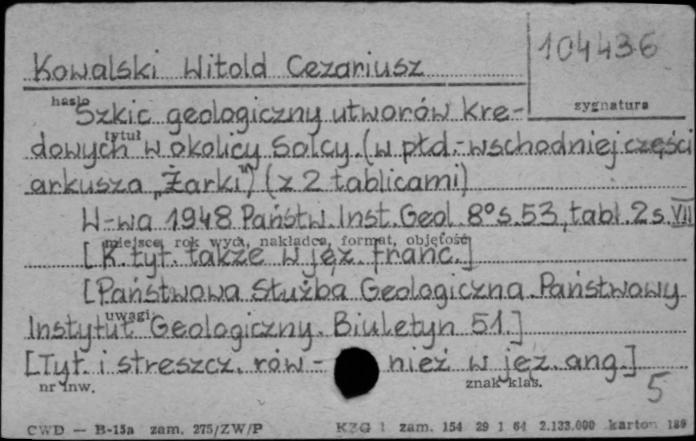 104436
Kowalski Witold Cezariusz
hasło
zygnatura
Szkic geologiczny utworów kre-
tytuł
dowych w okolicy Solcy. (w płd.-wschodniej części
arkusza „Żarki") (z 2 tablicami)
W-wa 1948 Państw. Inst. Geol. 8° s. 53, tabl. 2 s. VII
miejsce, rok wyd., nakładca, format, objętość
[K. tyt. także w jęz. franc.]
[Państwowa Służba Geologiczna. Państwowy
uwagi
Instytut Geologiczny. Biuletyn 51.]
[Tyt. i streszcz. rów- nież w jęz. ang.]
nr inw.
znak klas.
5
CWD — B-15a zam. 275/ZW/P
KZG 1 zam. 154 29 1 64 2.133.000 karton 189